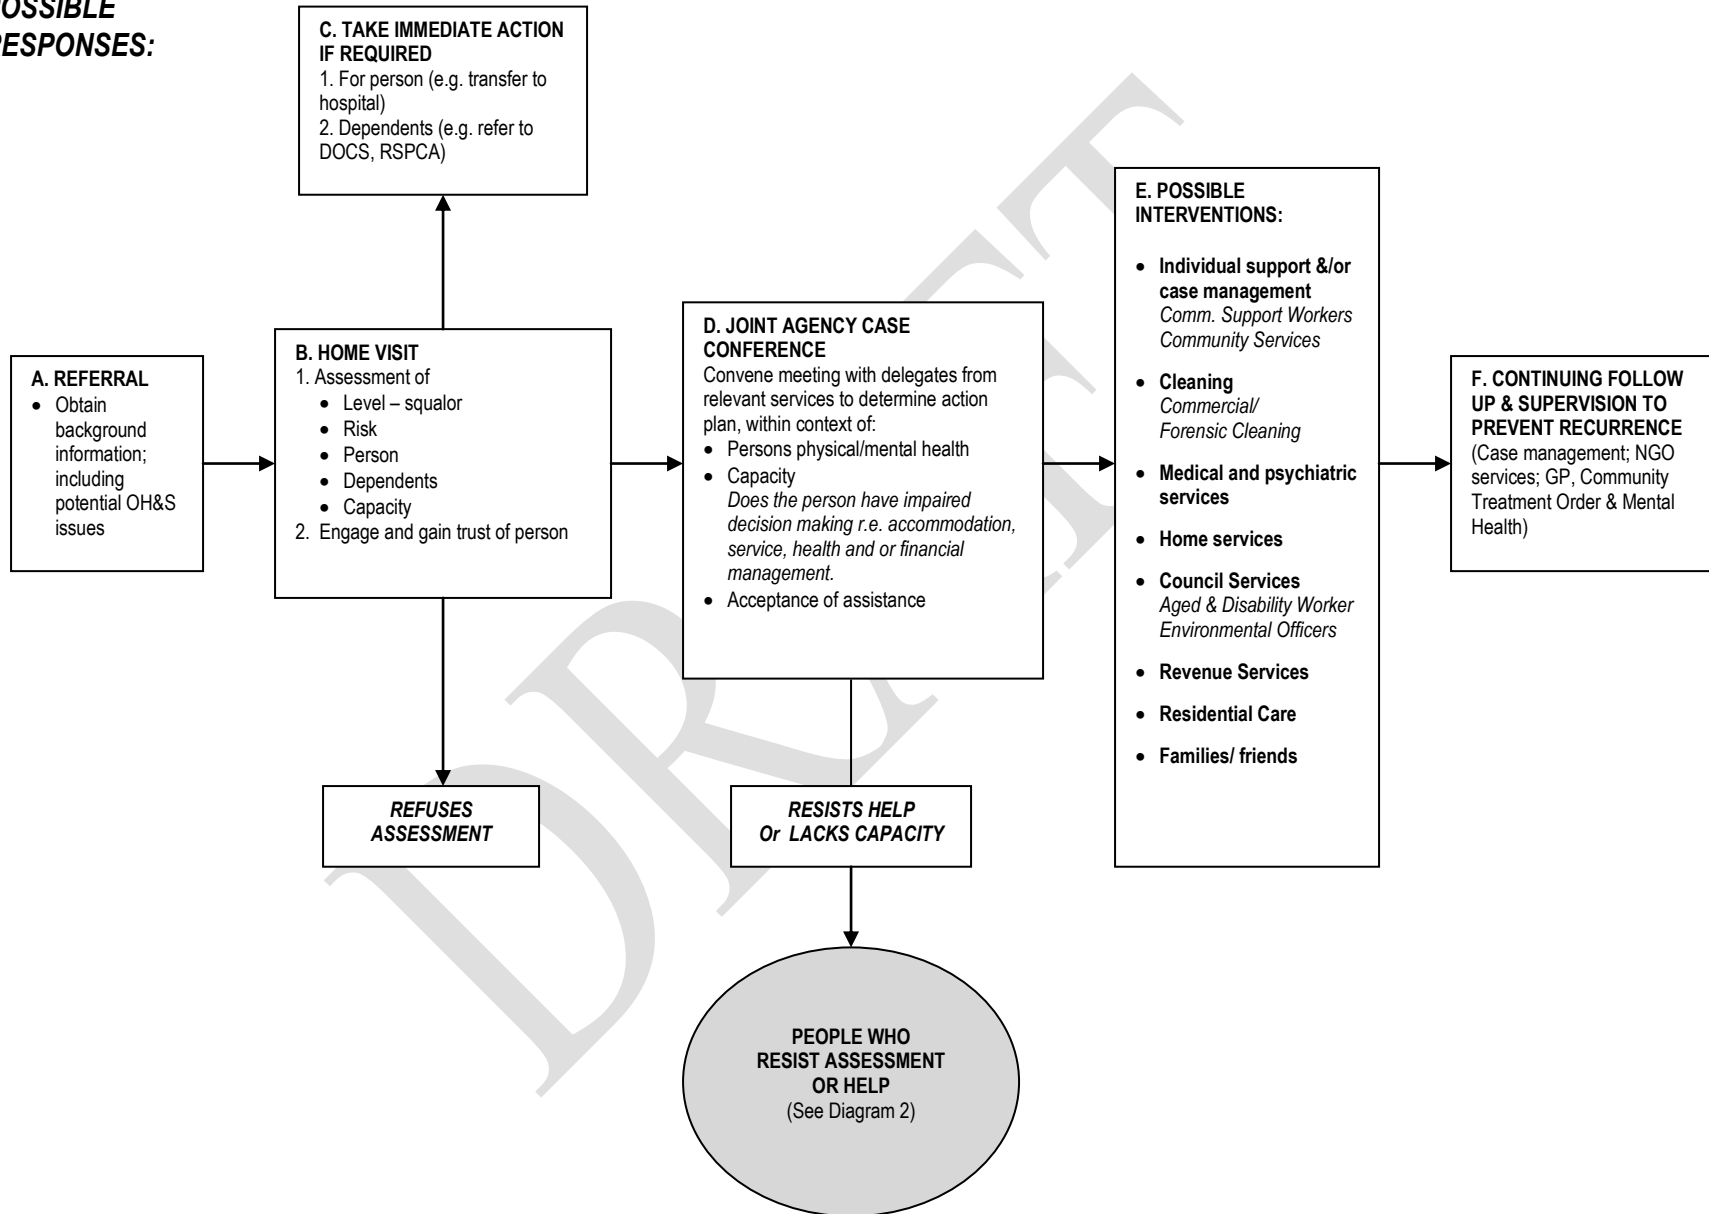 OSSIBLE
RESPONSES:
C. TAKE IMMEDIATE ACTION
IF REQUIRED
1. For person (e.g. transfer to
hospital)
2. Dependents (e.g. refer to
DOCS, RSPCA)
A. REFERRAL
• Obtain
background
information;
including
potential OH&S
issues
B. HOME VISIT
1. Assessment of
• Level – squalor
• Risk
• Person
• Dependents
• Capacity
2. Engage and gain trust of person
D. JOINT AGENCY CASE
CONFERENCE
Convene meeting with delegates from
relevant services to determine action
plan, within context of:
• Persons physical/mental health
• Capacity
Does the person have impaired
decision making r.e. accommodation,
service, health and or financial
management.
• Acceptance of assistance
E. POSSIBLE
INTERVENTIONS:
• Individual support &/or
case management
Comm. Support Workers
Community Services
• Cleaning
Commercial/
Forensic Cleaning
• Medical and psychiatric
services
• Home services
• Council Services
Aged & Disability Worker
Environmental Officers
• Revenue Services
• Residential Care
• Families/ friends
F. CONTINUING FOLLOW
UP & SUPERVISION TO
PREVENT RECURRENCE
(Case management; NGO
services; GP, Community
Treatment Order & Mental
Health)
REFUSES
ASSESSMENT
RESISTS HELP
Or LACKS CAPACITY
PEOPLE WHO
RESIST ASSESSMENT
OR HELP
(See Diagram 2)
DRAFT